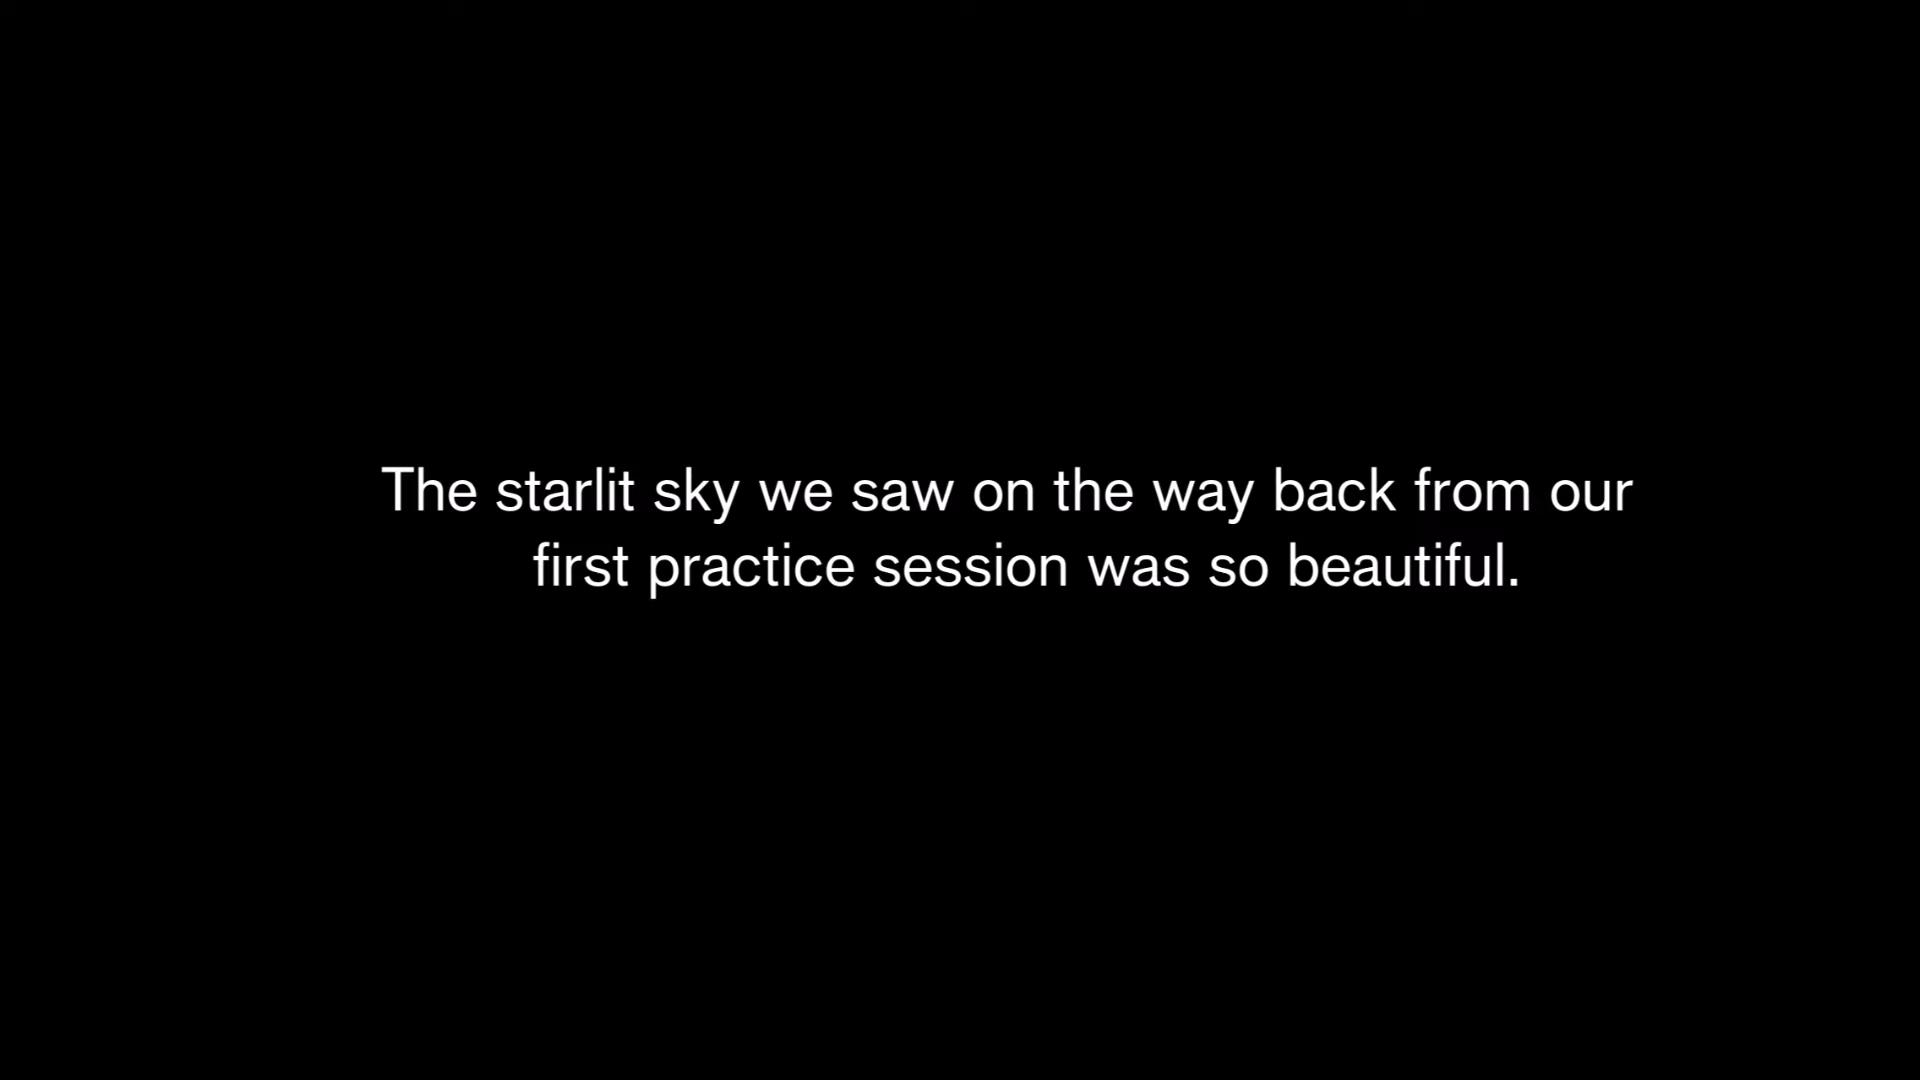 The starlit sky we saw on the way back from our
first practice session was so beautiful.